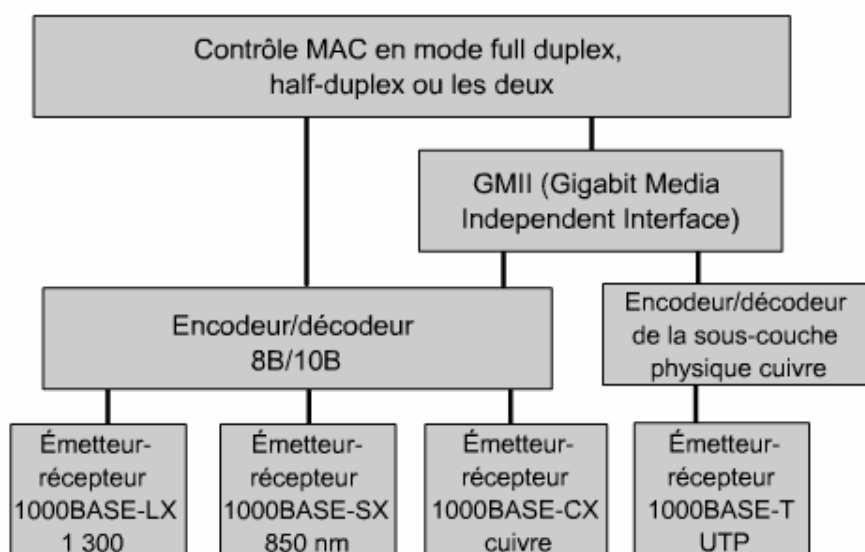 Contrôle MAC en mode full duplex,
half-duplex ou les deux
GMII (Gigabit Media
Independent Interface)
Encodeur/décodeur
8B/10B
Encodeur/décodeur
de la sous-couche
physique cuivre
Émetteur-
récepteur
1000BASE-LX
1 300
Émetteur-
récepteur
1000BASE-SX
850 nm
Émetteur-
récepteur
1000BASE-CX
cuivre
Émetteur-
récepteur
1000BASE-T
UTP